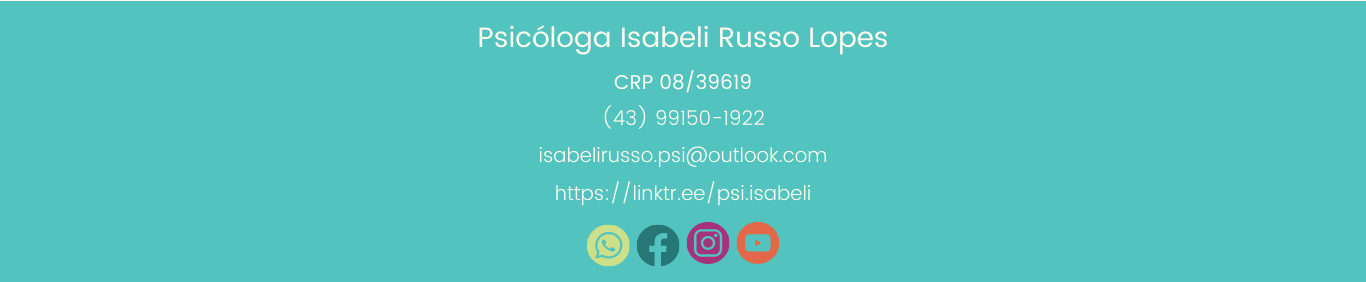 Psicóloga Isabeli Russo Lopes
CRP 08/39619
(43) 99150-1922
isabelirusso.psi@outlook.com
https://linktr.ee/psi.isabeli